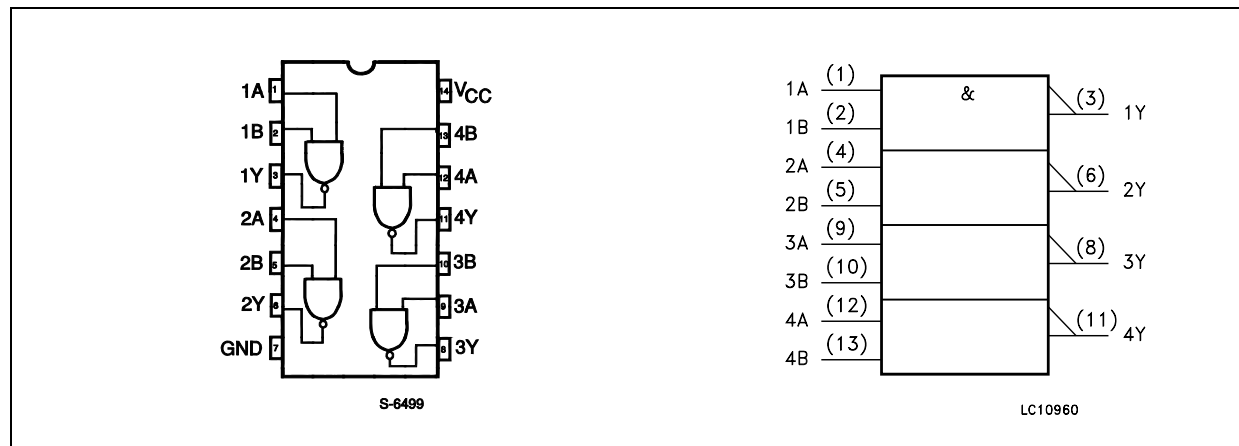 1A 1 14 VCC
1B 2 13 4B
1Y 3 12 4A
2A 4 11 4Y
2B 5 10 3B
2Y 6 9 3A
GND 7 8 3Y
S-6499
&
1A (1) (3) 1Y
1B (2)
2A (4) (6) 2Y
2B (5)
3A (9) (8) 3Y
3B (10)
4A (12) (11) 4Y
4B (13)
LC10960